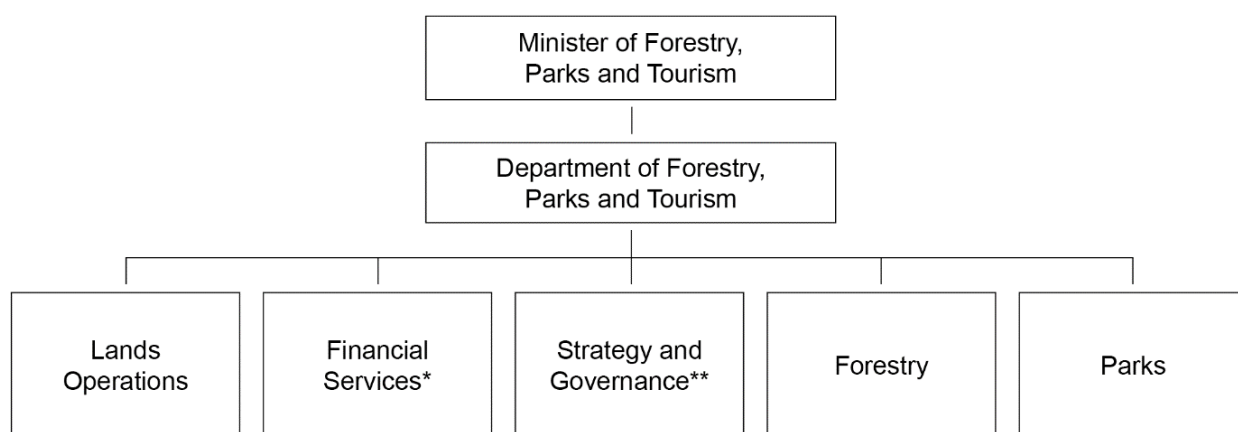 Minister of Forestry,
Parks and Tourism
Department of Forestry,
Parks and Tourism
Lands
Operations
Financial
Services*
Strategy and
Governance**
Forestry
Parks